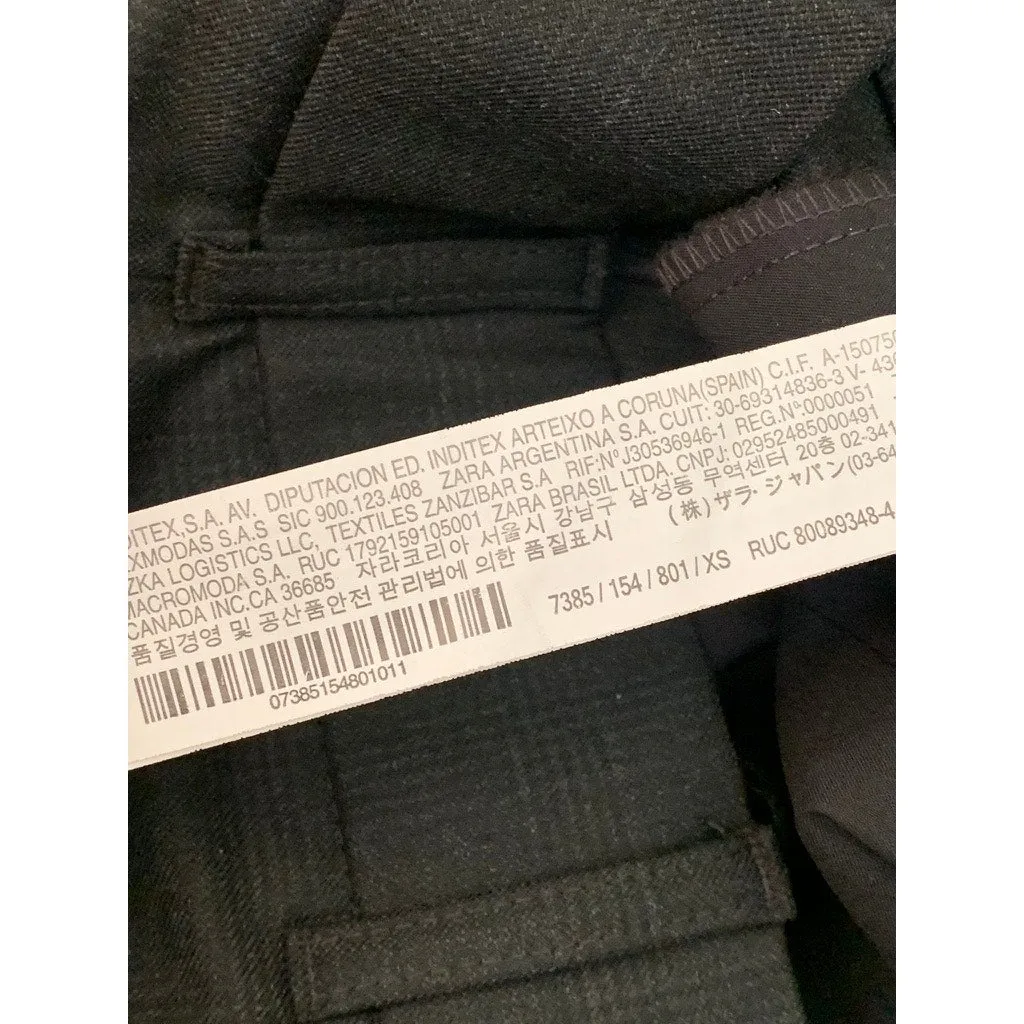 DITEX,S.A. AV. DIPUTACION ED. INDITEX ARTEIXO A CORUNA(SPAIN) C.I.F. A-15075
XMODAS S.A.S SIC 900.123.408 ZARA ARGENTINA S.A. CUIT: 30-69314836-3 V- 43
ZKA LOGISTICS LLC, TEXTILES ZANZIBAR S.A RIF:Nº J30536946-1 REG.Nº:0000051
MACROMODA S.A. RUC 1792159105001 ZARA BRASIL LTDA. CNPJ: 02952485000491
CANADA INC.CA 36685 자라코리아 서울시 강남구 삼성동 무역센터 20층 02-341
품질경영 및 공산품안전 관리법에 의한 품질표시 (株)ザラ・ジャパン(03-64
7385 / 154 / 801 / XS RUC 80089348-4
07385154801011